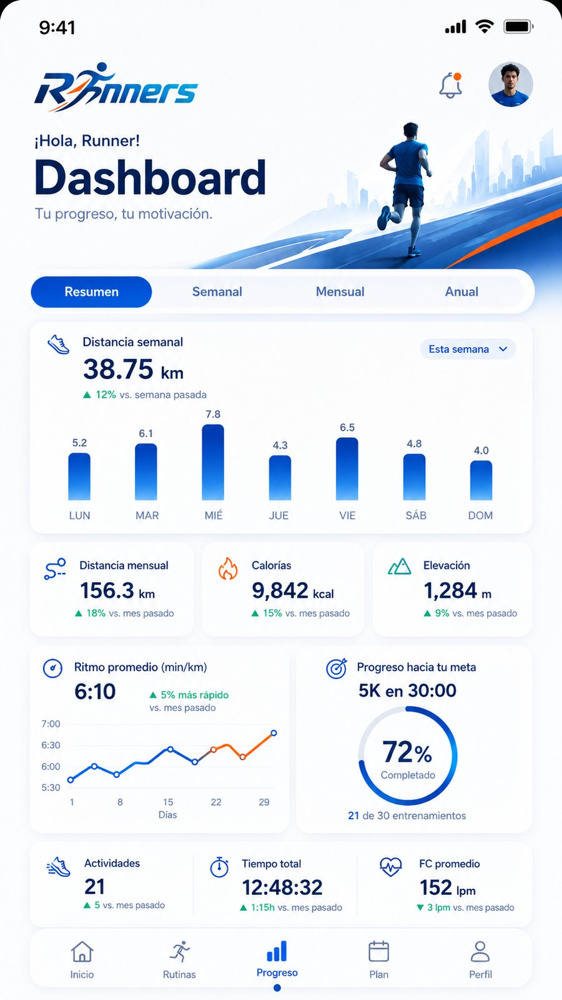 9:41
Runners
¡Hola, Runner!
Dashboard
Tu progreso, tu motivación.
Resumen Semanal Mensual Anual
Distancia semanal
38.75 km
▲ 12% vs. semana pasada
Esta semana
5.2 6.1 7.8 4.3 6.5 4.8 4.0
LUN MAR MIÉ JUE VIE SÁB DOM
Distancia mensual
156.3 km
▲ 18% vs. mes pasado
Calorías
9,842 kcal
▲ 15% vs. mes pasado
Elevación
1,284 m
▲ 9% vs. mes pasado
Ritmo promedio (min/km)
6:10
▲ 5% más rápido
vs. mes pasado
7:00
6:30
6:00
5:30
1 8 15 22 29
Días
Progreso hacia tu meta
5K en 30:00
72%
Completado
21 de 30 entrenamientos
Actividades
21
▲ 5 vs. mes pasado
Tiempo total
12:48:32
▲ 1:15h vs. mes pasado
FC promedio
152 lpm
▼ 3 lpm vs. mes pasado
Inicio Rutinas Progreso Plan Perfil